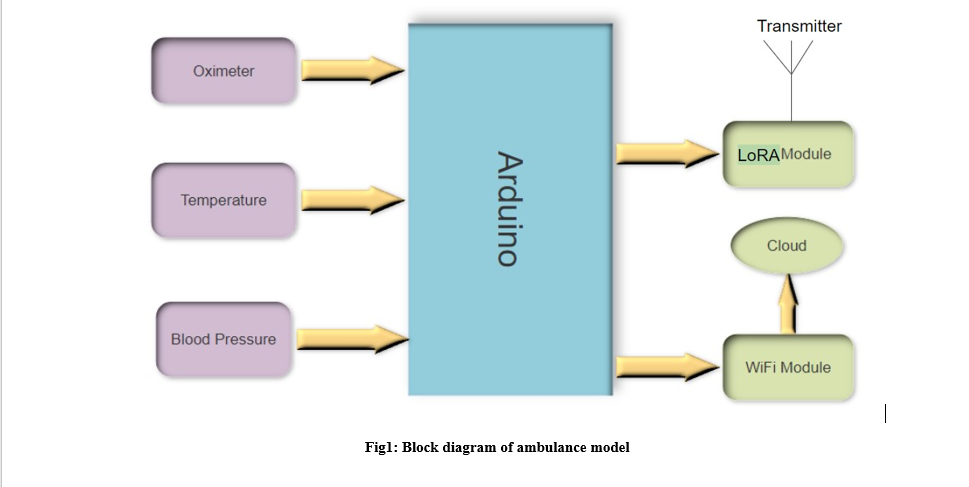 Transmitter
Oximeter
LoRA Module
Temperature
Arduino
Cloud
Blood Pressure
WiFi Module
Fig1: Block diagram of ambulance model